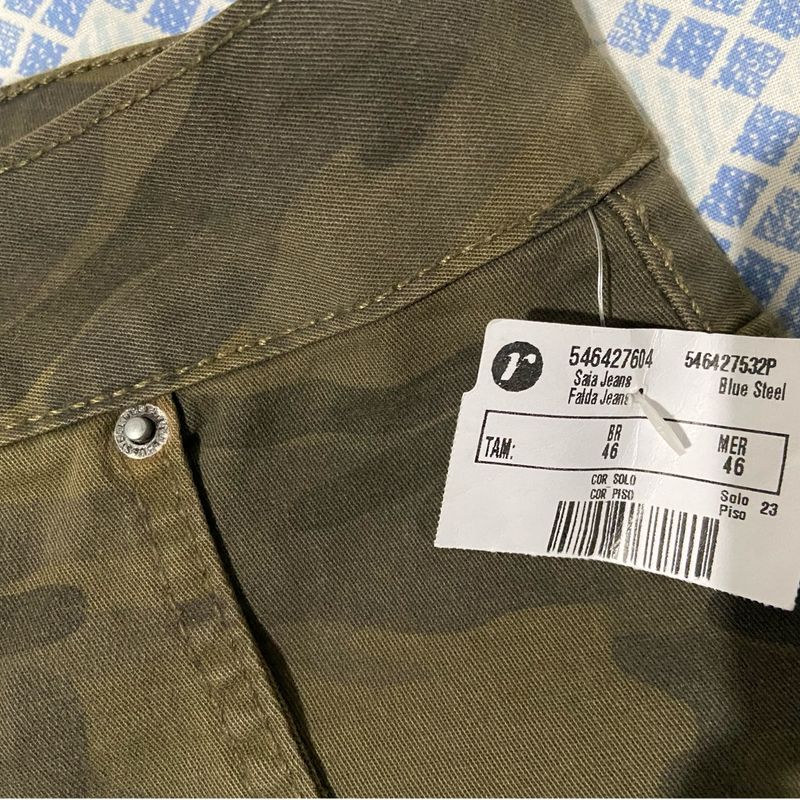 r
546427604 546427532P
Saia Jeans Blue Steel
Falda Jeans
BR MER
TAM: 46 46
COR SOLO Solo 23
COR PISO Piso